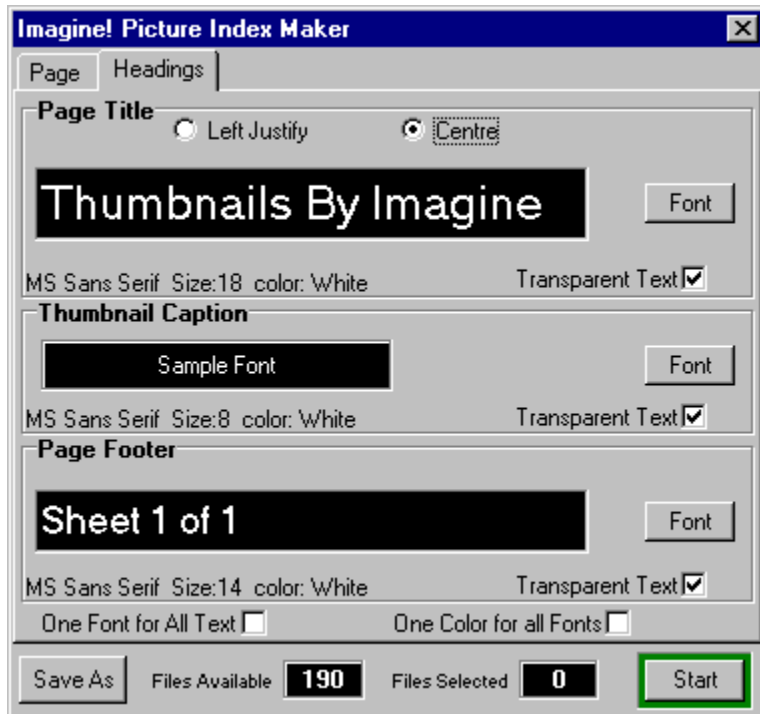 Imagine! Picture Index Maker
Page Headings
Page Title
Left Justify Centre
Thumbnails By Imagine Font
MS Sans Serif Size:18 color: White Transparent Text
Thumbnail Caption
Sample Font Font
MS Sans Serif Size:8 color: White Transparent Text
Page Footer
Sheet 1 of 1 Font
MS Sans Serif Size:14 color: White Transparent Text
One Font for All Text One Color for all Fonts
Save As Files Available 190 Files Selected 0 Start